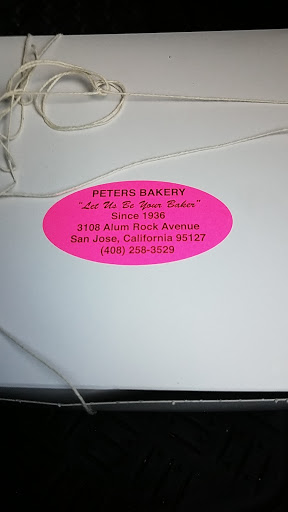 PETERS BAKERY
"Let Us Be Your Baker"
Since 1936
3108 Alum Rock Avenue
San Jose, California 95127
(408) 258-3529